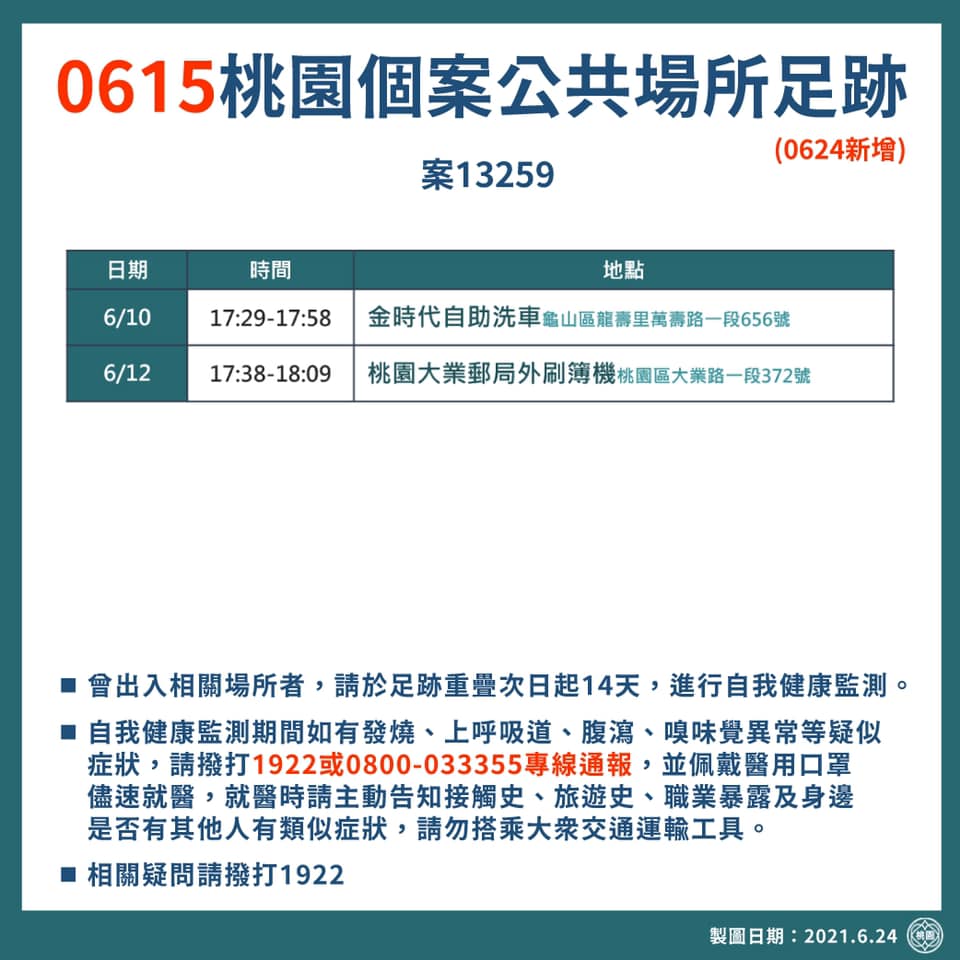 0615桃園個案公共場所足跡
(0624新增)
案13259
日期 時間 地點
6/10 17:29-17:58 金時代自助洗車龜山區龍壽里萬壽路一段656號
6/12 17:38-18:09 桃園大業郵局外刷簿機桃園區大業路一段372號
■ 曾出入相關場所者，請於足跡重疊次日起14天，進行自我健康監測。
■ 自我健康監測期間如有發燒、上呼吸道、腹瀉、嗅味覺異常等疑似
症狀，請撥打1922或0800-033355專線通報，並佩戴醫用口罩
儘速就醫，就醫時請主動告知接觸史、旅遊史、職業暴露及身邊
是否有其他人有類似症狀，請勿搭乘大眾交通運輸工具。
■ 相關疑問請撥打1922
製圖日期：2021.6.24 桃園